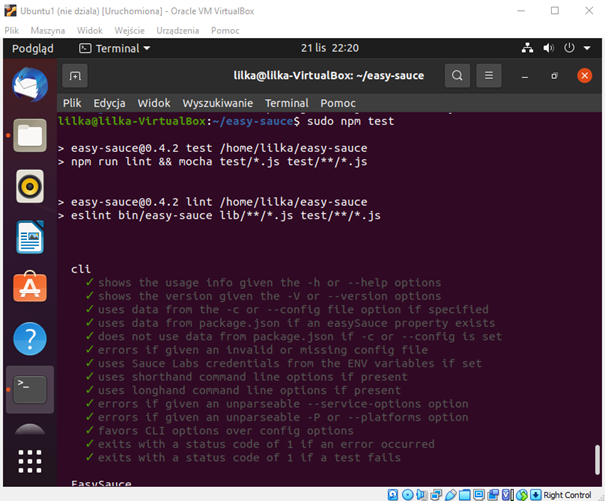 Ubuntu1 (nie działa) [Uruchomiona] - Oracle VM VirtualBox
Plik Maszyna Widok Wejście Urządzenia Pomoc
Podgląd Terminal 21 lis 22:20
lilka@lilka-VirtualBox: ~/easy-sauce
Plik Edycja Widok Wyszukiwanie Terminal Pomoc
lilka@lilka-VirtualBox:~/easy-sauce$ sudo npm test
> easy-sauce@0.4.2 test /home/lilka/easy-sauce
> npm run lint && mocha test/*.js test/**/*.js
> easy-sauce@0.4.2 lint /home/lilka/easy-sauce
> eslint bin/easy-sauce lib/**/*.js test/**/*.js
cli
✓ shows the usage info given the -h or --help options
✓ shows the version given the -V or --version options
✓ uses data from the -c or --config file option if specified
✓ uses data from package.json if an easySauce property exists
✓ does not use data from package.json if -c or --config is set
✓ errors if given an invalid or missing config file
✓ uses Sauce Labs credentials from the ENV variables if set
✓ uses shorthand command line options if present
✓ uses longhand command line options if present
✓ errors if given an unparseable --service-options option
✓ errors if given an unparseable -P or --platforms option
✓ favors CLI options over config options
✓ exits with a status code of 1 if an error occurred
✓ exits with a status code of 1 if a test fails
EasySauce
Right Control